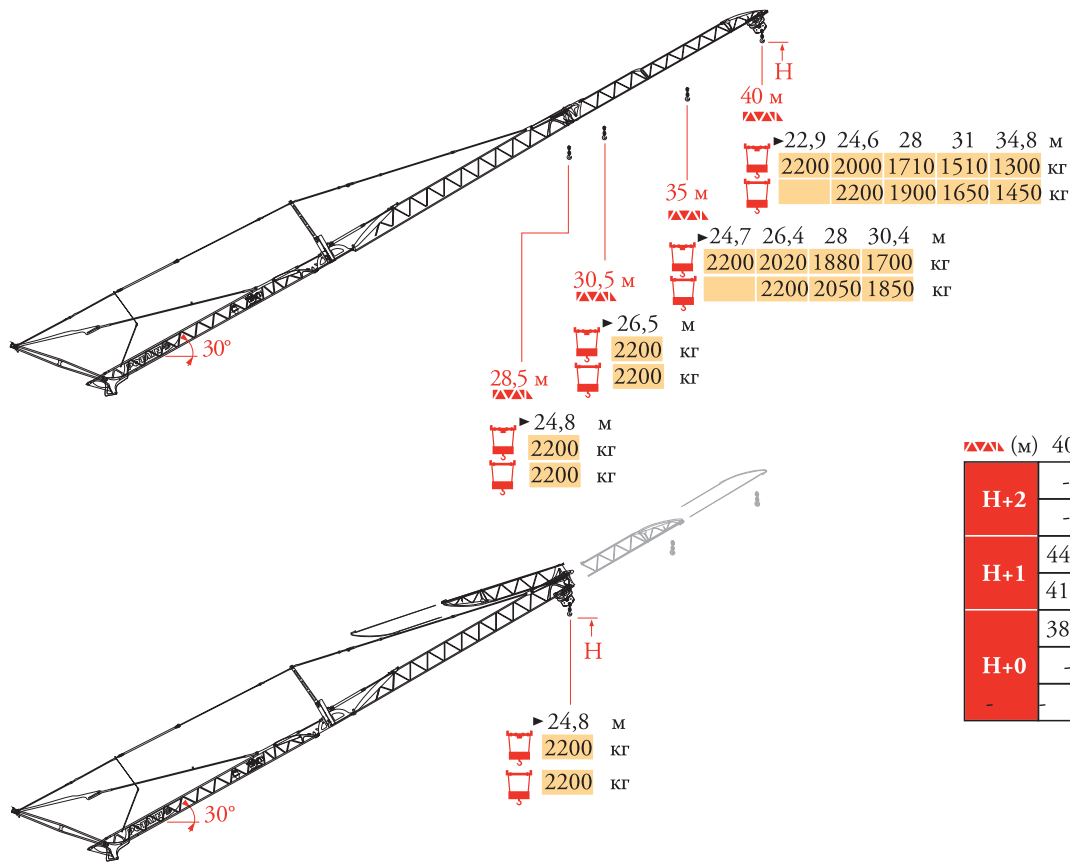 H
40 м
►22,9 24,6 28 31 34,8 м
2200 2000 1710 1510 1300 кг
2200 1900 1650 1450 кг
35 м
►24,7 26,4 28 30,4 м
2200 2020 1880 1700 кг
2200 2050 1850 кг
30,5 м
►26,5 м
2200 кг
2200 кг
30°
28,5 м
►24,8 м
2200 кг
2200 кг
(м) 40
H+2 -
-
H+1 44
41
38
H+0 -
- -
H
►24,8 м
2200 кг
2200 кг
30°